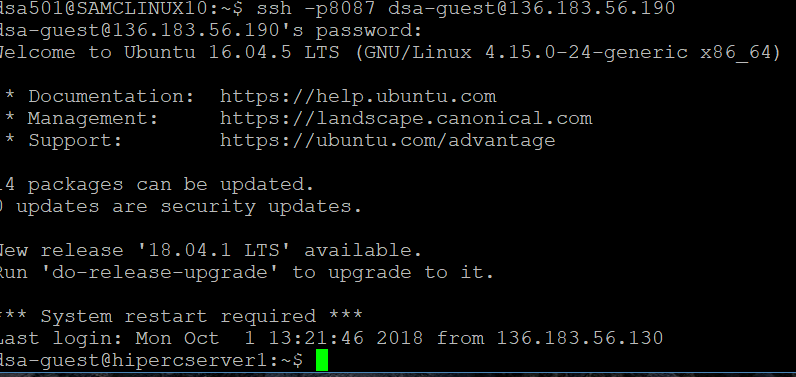 dsa501@SAMCLINUX10:~$ ssh -p8087 dsa-guest@136.183.56.190
dsa-guest@136.183.56.190's password:
Welcome to Ubuntu 16.04.5 LTS (GNU/Linux 4.15.0-24-generic x86_64)
* Documentation:  https://help.ubuntu.com
* Management:     https://landscape.canonical.com
* Support:        https://ubuntu.com/advantage
14 packages can be updated.
0 updates are security updates.
New release '18.04.1 LTS' available.
Run 'do-release-upgrade' to upgrade to it.
*** System restart required ***
Last login: Mon Oct  1 13:21:46 2018 from 136.183.56.130
dsa-guest@hipercserver1:~$